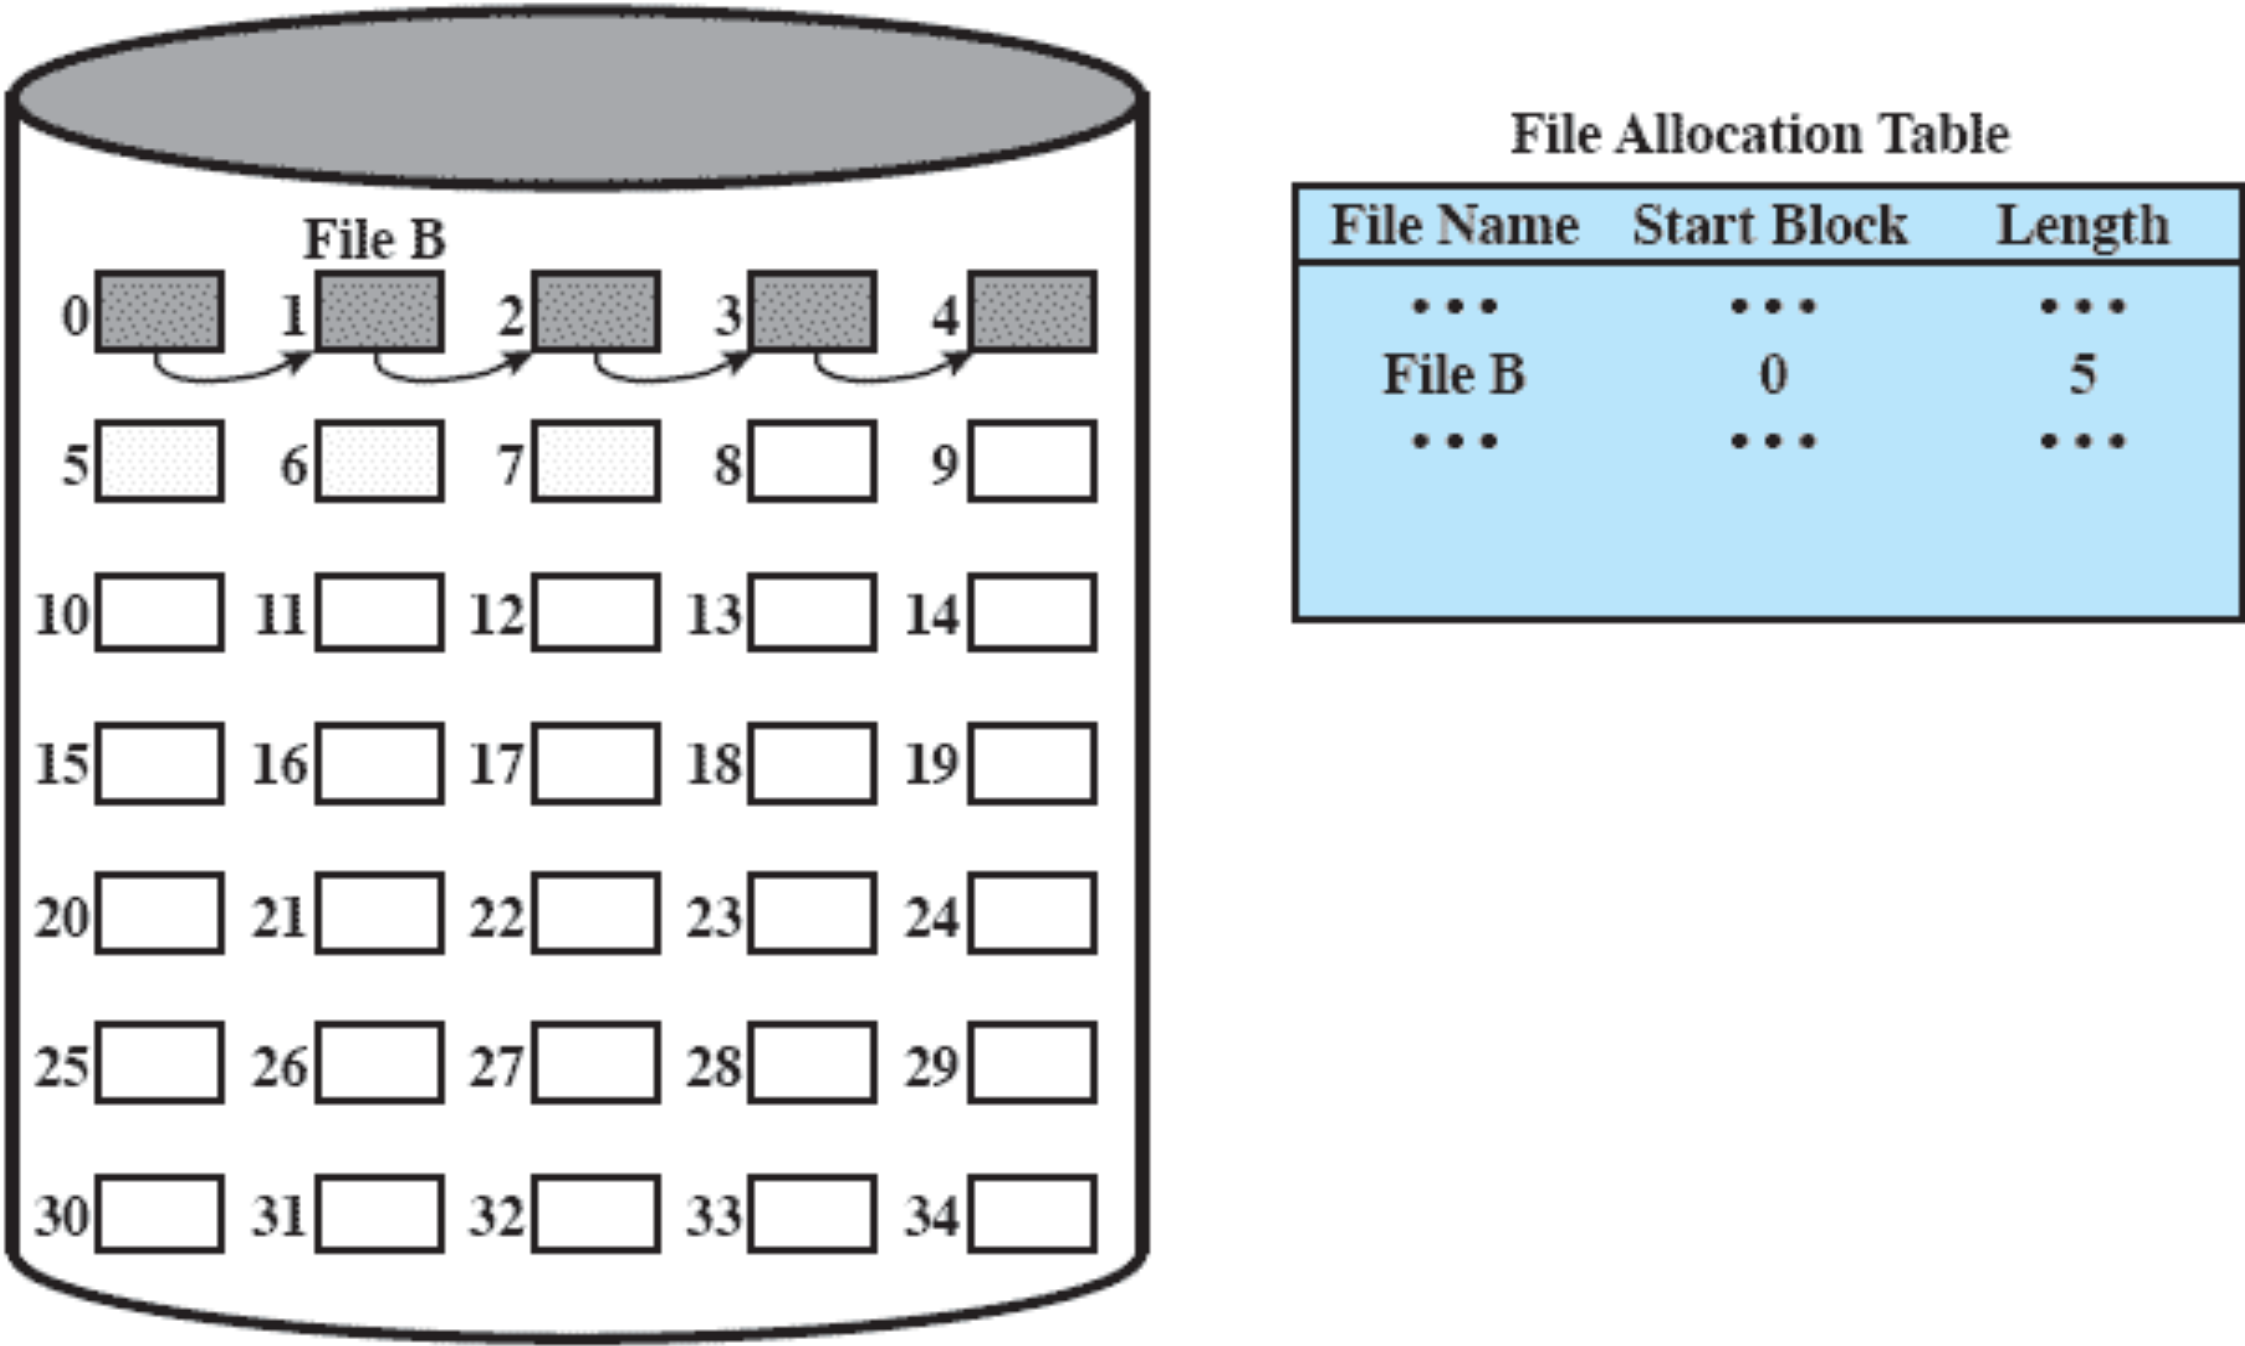 File B
0 1 2 3 4
5 6 7 8 9
10 11 12 13 14
15 16 17 18 19
20 21 22 23 24
25 26 27 28 29
30 31 32 33 34
File Allocation Table
File Name Start Block Length
••• ••• •••
File B 0 5
••• ••• •••